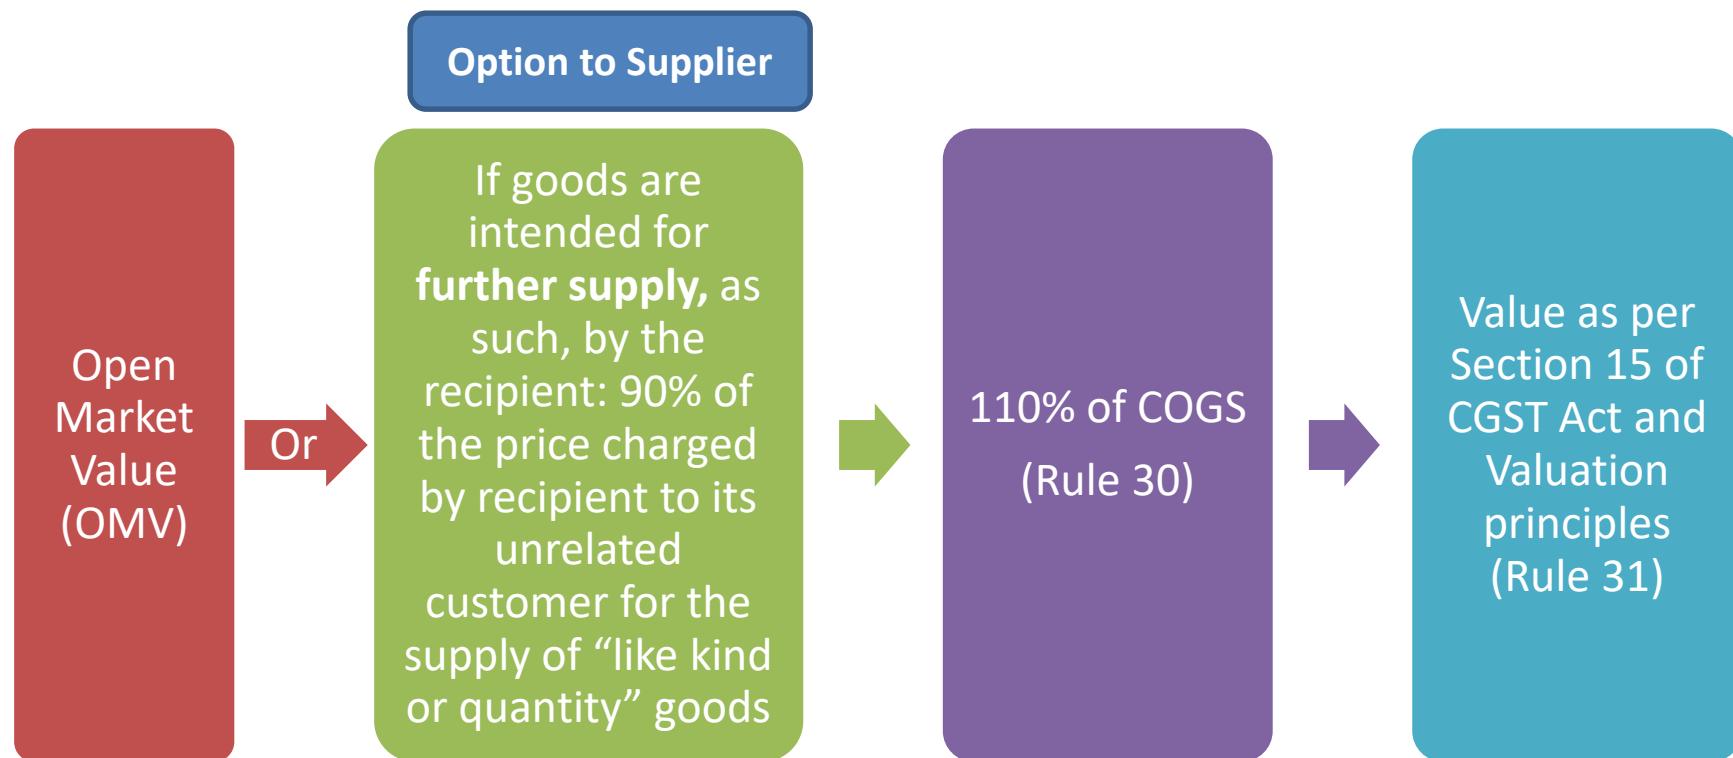 Option to Supplier
Open
Market
Value
(OMV)
Or
If goods are
intended for
further supply, as
such, by the
recipient: 90% of
the price charged
by recipient to its
unrelated
customer for the
supply of “like kind
or quantity” goods
110% of COGS
(Rule 30)
Value as per
Section 15 of
CGST Act and
Valuation
principles
(Rule 31)